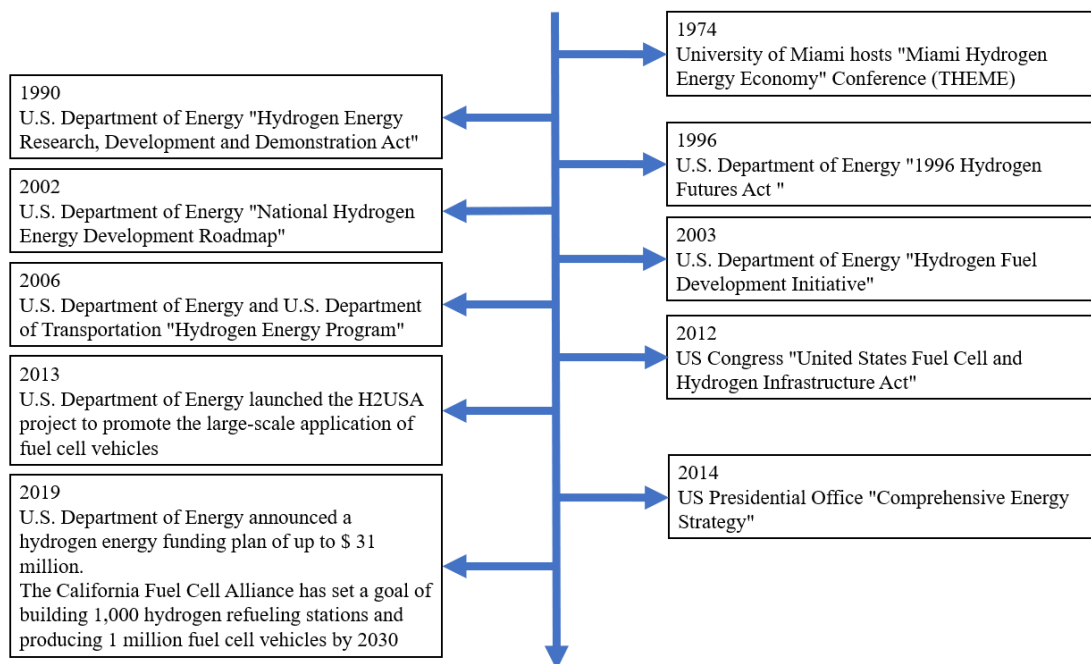 1974
University of Miami hosts "Miami Hydrogen
Energy Economy" Conference (THEME)
1990
U.S. Department of Energy "Hydrogen Energy
Research, Development and Demonstration Act"
1996
U.S. Department of Energy "1996 Hydrogen
Futures Act "
2002
U.S. Department of Energy "National Hydrogen
Energy Development Roadmap"
2003
U.S. Department of Energy "Hydrogen Fuel
Development Initiative"
2006
U.S. Department of Energy and U.S. Department
of Transportation "Hydrogen Energy Program"
2012
US Congress "United States Fuel Cell and
Hydrogen Infrastructure Act"
2013
U.S. Department of Energy launched the H2USA
project to promote the large-scale application of
fuel cell vehicles
2014
US Presidential Office "Comprehensive Energy
Strategy"
2019
U.S. Department of Energy announced a
hydrogen energy funding plan of up to $ 31
million.
The California Fuel Cell Alliance has set a goal of
building 1,000 hydrogen refueling stations and
producing 1 million fuel cell vehicles by 2030